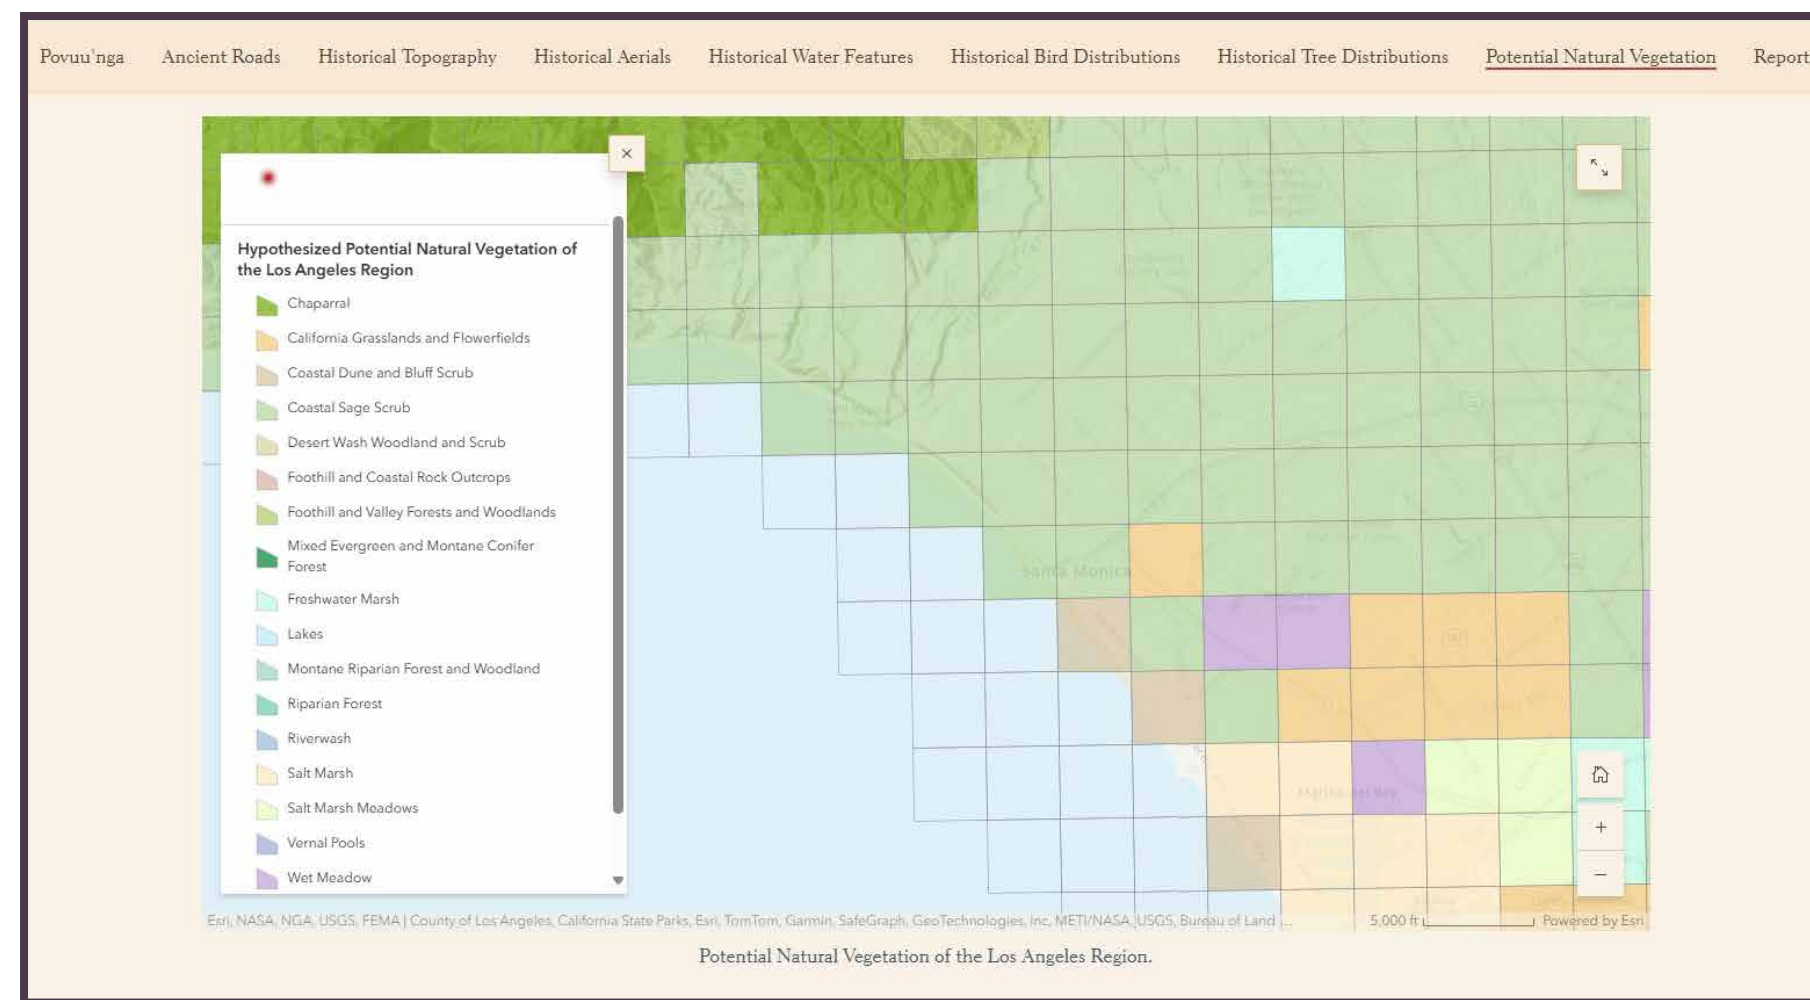 Povuu'nga Ancient Roads Historical Topography Historical Aerials Historical Water Features Historical Bird Distributions Historical Tree Distributions Potential Natural Vegetation Report
Hypothesized Potential Natural Vegetation of
the Los Angeles Region
Chaparral
California Grasslands and Flowerfields
Coastal Dune and Bluff Scrub
Coastal Sage Scrub
Desert Wash Woodland and Scrub
Foothill and Coastal Rock Outcrops
Foothill and Valley Forests and Woodlands
Mixed Evergreen and Montane Conifer
Forest
Freshwater Marsh
Lakes
Montane Riparian Forest and Woodland
Riparian Forest
Riverwash
Salt Marsh
Salt Marsh Meadows
Vernal Pools
Wet Meadow
Santa Monica
Marina del Rey
Esri, NASA, NGA, USGS, FEMA | County of Los Angeles, California State Parks, Esri, TomTom, Garmin, SafeGraph, GeoTechnologies, Inc, METI/NASA, USGS, Bureau of Land ...
5,000 ft
Powered by Esri
Potential Natural Vegetation of the Los Angeles Region.